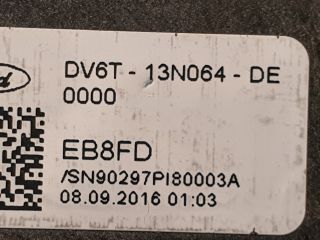 DV6T - 13N064 - DE
0000
EB8FD
/SN90297PI80003A
08.09.2016 01:03